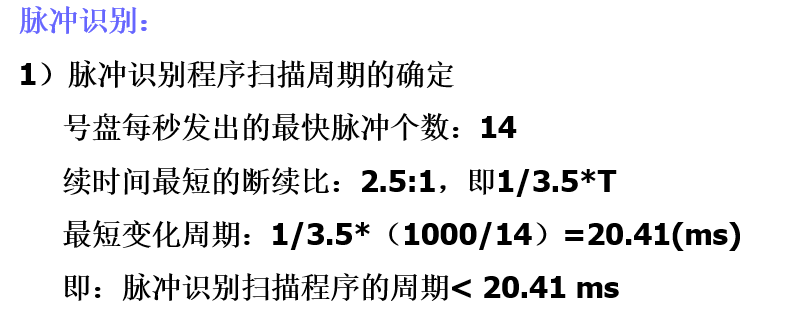 脉冲识别：
1）脉冲识别程序扫描周期的确定
号盘每秒发出的最快脉冲个数：14
续时间最短的断续比：2.5:1，即1/3.5*T
最短变化周期：1/3.5*（1000/14）=20.41(ms)
即：脉冲识别扫描程序的周期< 20.41 ms